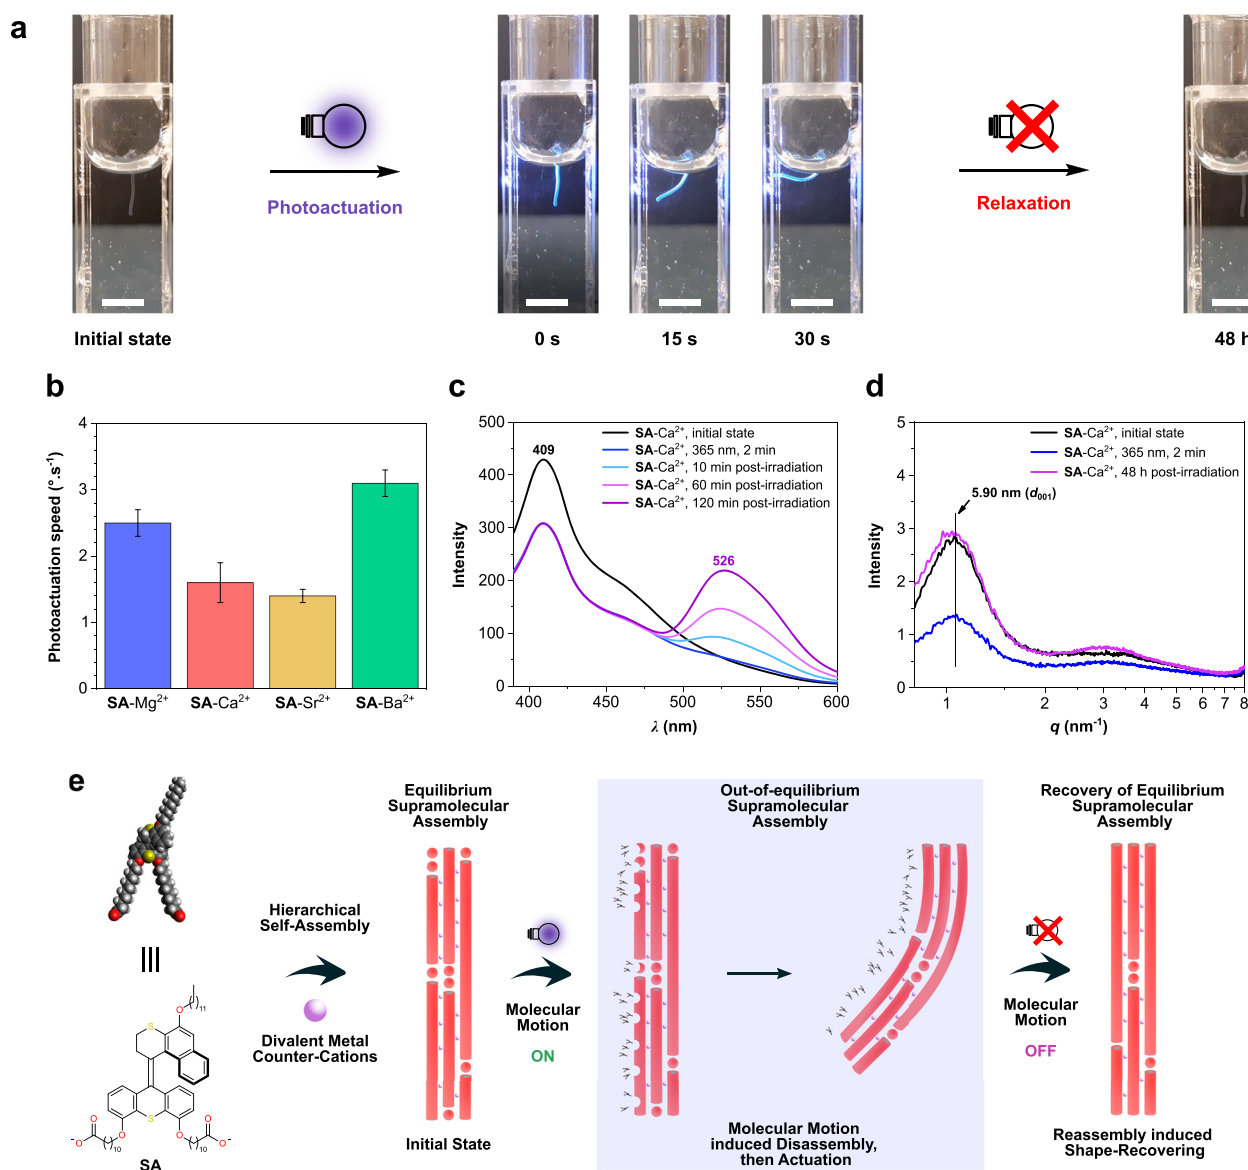 a
Photoactuation
Relaxation
Initial state
0 s
15 s
30 s
48 h
b
Photoactuation speed (°.s⁻¹)
4
3
2
1
0
SA-Mg²⁺
SA-Ca²⁺
SA-Sr²⁺
SA-Ba²⁺
c
Intensity
500
400
300
200
100
0
400
450
500
550
600
λ (nm)
409
526
SA-Ca²⁺, initial state
SA-Ca²⁺, 365 nm, 2 min
SA-Ca²⁺, 10 min post-irradiation
SA-Ca²⁺, 60 min post-irradiation
SA-Ca²⁺, 120 min post-irradiation
d
Intensity
5
4
3
2
1
0
1
2
3
4
5
6
7
8
q (nm⁻¹)
SA-Ca²⁺, initial state
SA-Ca²⁺, 365 nm, 2 min
SA-Ca²⁺, 48 h post-irradiation
5.90 nm (d₀₀₁)
e
S
O
( )₁₁
S
O
⁻O
O
( )₁₀
O
( )₁₀
O
O⁻
SA
Hierarchical
Self-Assembly
Divalent Metal
Counter-Cations
Equilibrium
Supramolecular
Assembly
Initial State
Molecular
Motion
ON
Out-of-equilibrium
Supramolecular
Assembly
Molecular Motion
induced Disassembly,
then Actuation
Molecular
Motion
OFF
Recovery of Equilibrium
Supramolecular
Assembly
Reassembly induced
Shape-Recovering